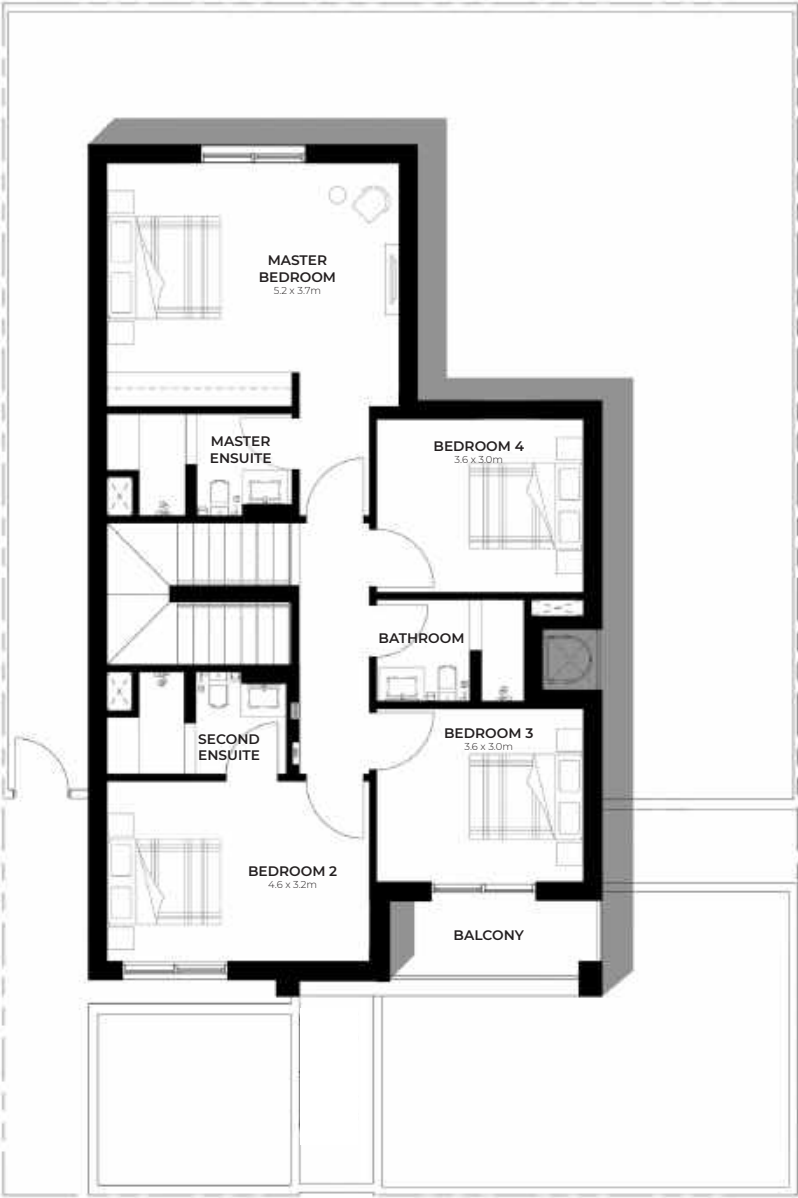 MASTER
BEDROOM
5.2 x 3.7m
MASTER
ENSUITE
BEDROOM 4
3.6 x 3.0m
BATHROOM
SECOND
ENSUITE
BEDROOM 3
3.6 x 3.0m
BEDROOM 2
4.6 x 3.2m
BALCONY